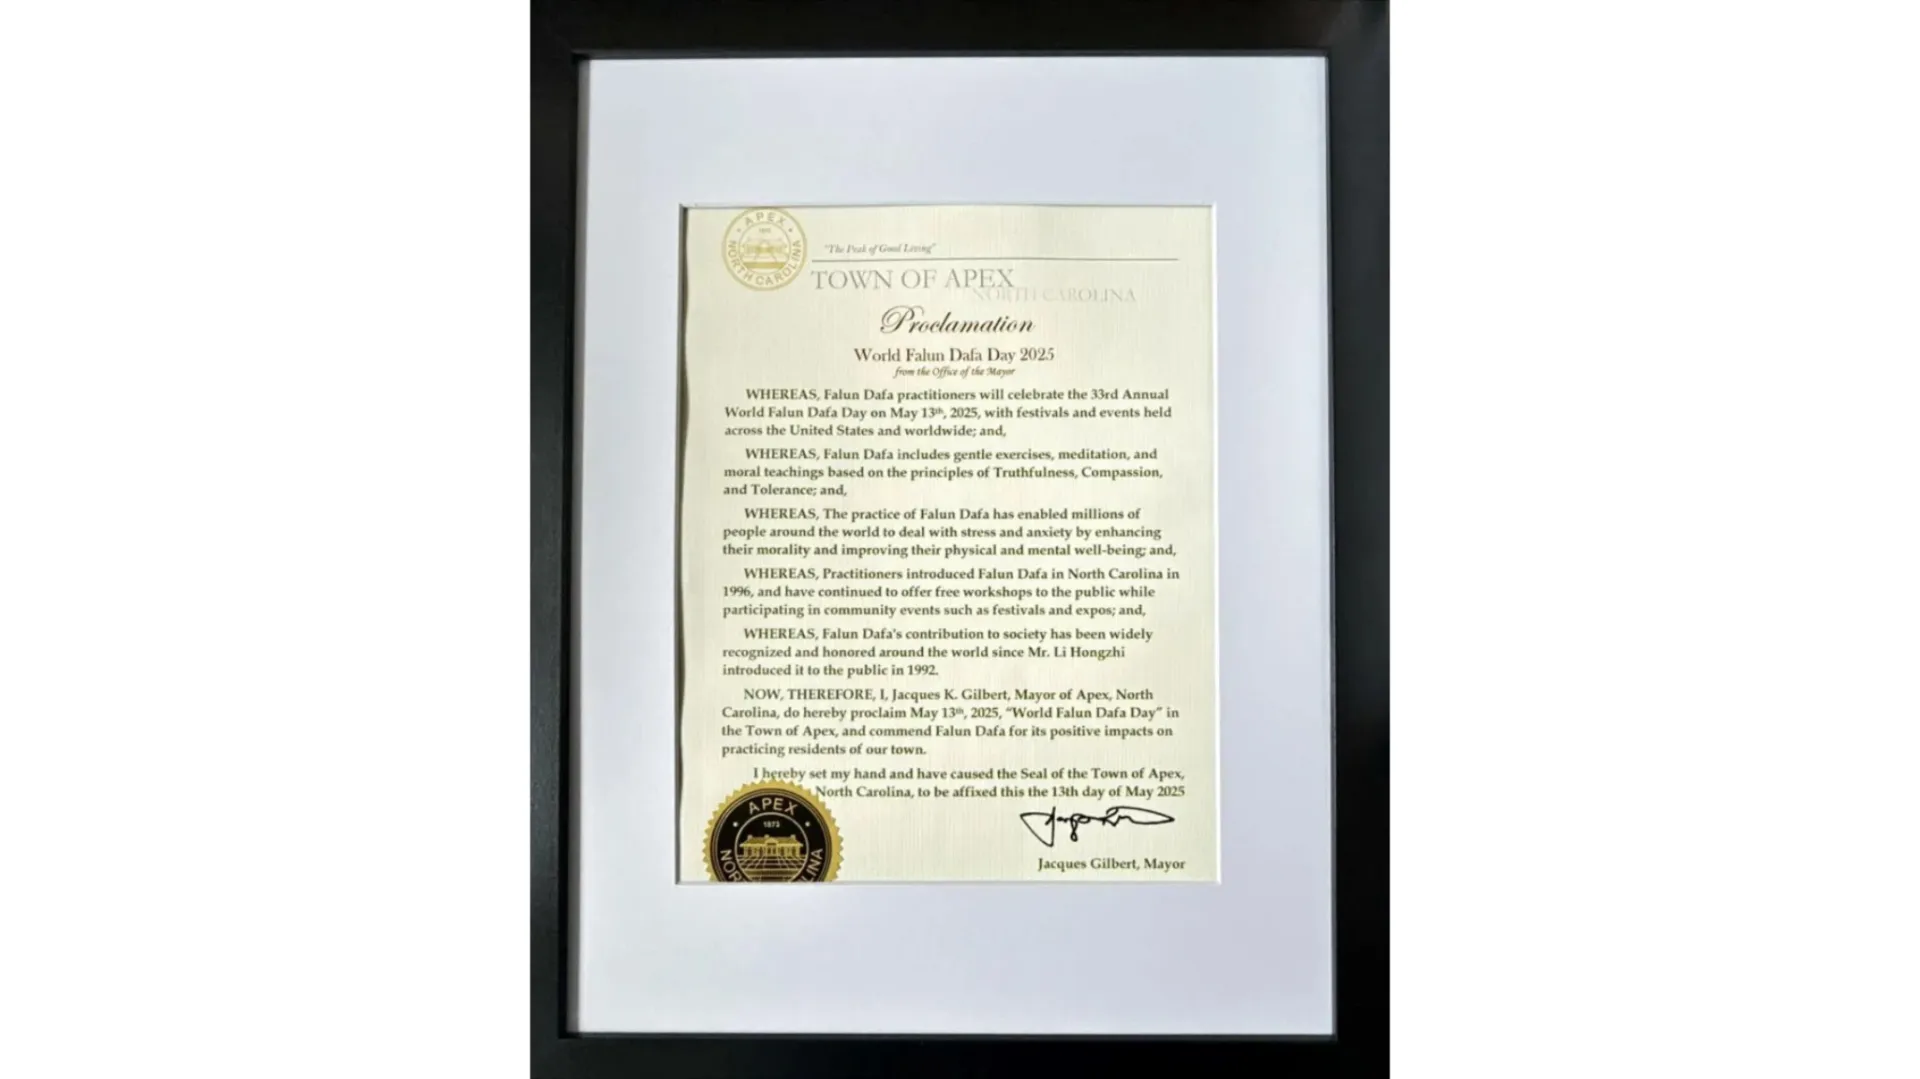 APEX
NORTH CAROLINA
"The Peak of Good Living"
TOWN OF APEX
NORTH CAROLINA
Proclamation
World Falun Dafa Day 2025
from the Office of the Mayor
WHEREAS, Falun Dafa practitioners will celebrate the 33rd Annual
World Falun Dafa Day on May 13th, 2025, with festivals and events held
across the United States and worldwide; and,
WHEREAS, Falun Dafa includes gentle exercises, meditation, and
moral teachings based on the principles of Truthfulness, Compassion,
and Tolerance; and,
WHEREAS, The practice of Falun Dafa has enabled millions of
people around the world to deal with stress and anxiety by enhancing
their morality and improving their physical and mental well-being; and,
WHEREAS, Practitioners introduced Falun Dafa in North Carolina in
1996, and have continued to offer free workshops to the public while
participating in community events such as festivals and expos; and,
WHEREAS, Falun Dafa's contribution to society has been widely
recognized and honored around the world since Mr. Li Hongzhi
introduced it to the public in 1992.
NOW, THEREFORE, I, Jacques K. Gilbert, Mayor of Apex, North
Carolina, do hereby proclaim May 13th, 2025, “World Falun Dafa Day” in
the Town of Apex, and commend Falun Dafa for its positive impacts on
practicing residents of our town.
I hereby set my hand and have caused the Seal of the Town of Apex,
North Carolina, to be affixed this the 13th day of May 2025
APEX
1873
Jacques Gilbert, Mayor